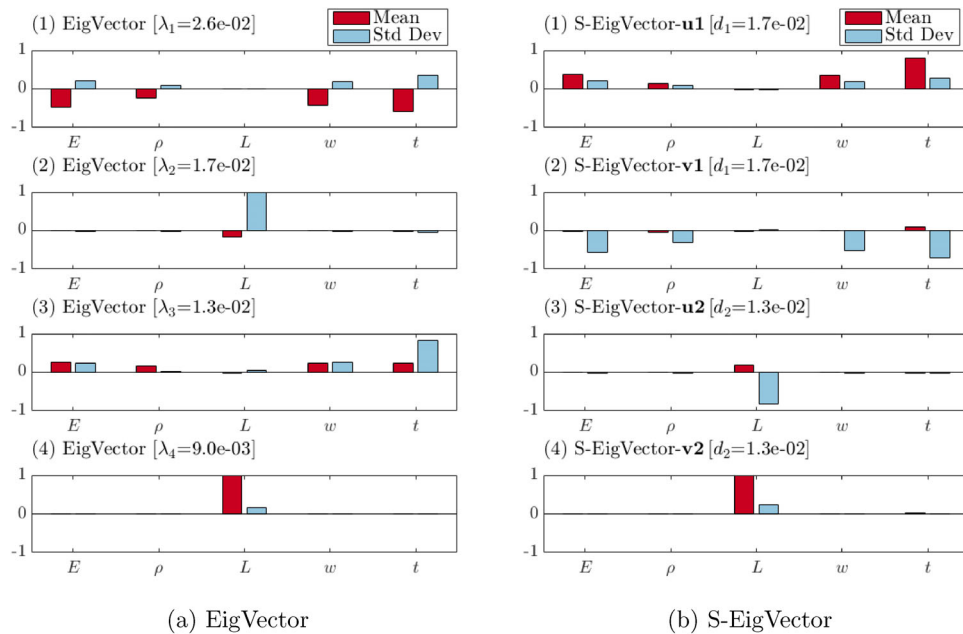 (1) EigVector [λ1=2.6e-02]
Mean
Std Dev
1
0
-1
E ρ L w t
(2) EigVector [λ2=1.7e-02]
1
0
-1
E ρ L w t
(3) EigVector [λ3=1.3e-02]
1
0
-1
E ρ L w t
(4) EigVector [λ4=9.0e-03]
1
0
-1
E ρ L w t
(a) EigVector
(1) S-EigVector-u1 [d1=1.7e-02]
Mean
Std Dev
1
0
-1
E ρ L w t
(2) S-EigVector-v1 [d1=1.7e-02]
1
0
-1
E ρ L w t
(3) S-EigVector-u2 [d2=1.3e-02]
1
0
-1
E ρ L w t
(4) S-EigVector-v2 [d2=1.3e-02]
1
0
-1
E ρ L w t
(b) S-EigVector